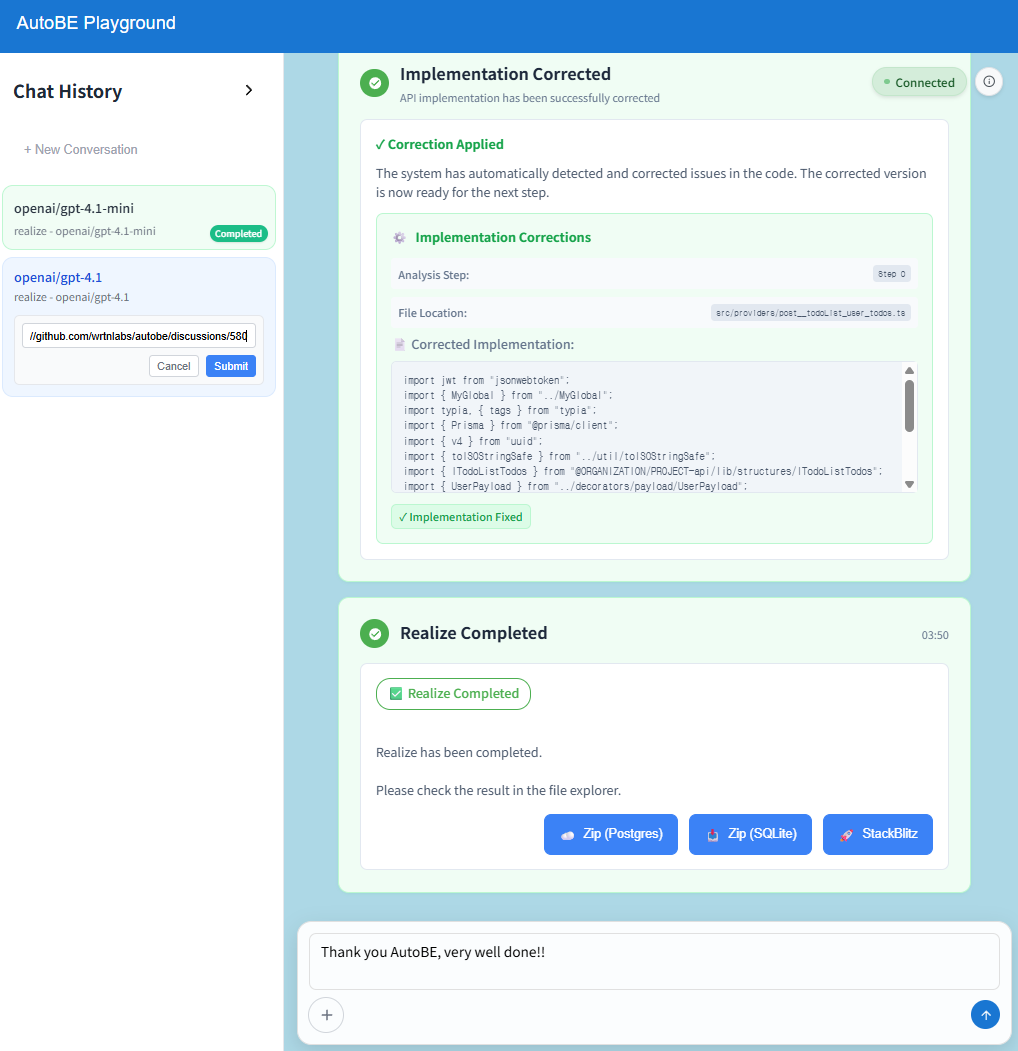 AutoBE Playground
Chat History
+ New Conversation
openai/gpt-4.1-mini
realize - openai/gpt-4.1-mini
Completed
openai/gpt-4.1
realize - openai/gpt-4.1
//github.com/wrtnlabs/autobe/discussions/580
Cancel
Submit
Implementation Corrected
API implementation has been successfully corrected
Connected
✓ Correction Applied
The system has automatically detected and corrected issues in the code. The corrected version
is now ready for the next step.
Implementation Corrections
Analysis Step:
Step 0
File Location:
src/providers/post__todoList_user_todos.ts
Corrected Implementation:
import jwt from "jsonwebtoken";
import { MyGlobal } from "../MyGlobal";
import typia, { tags } from "typia";
import { Prisma } from "@prisma/client";
import { v4 } from "uuid";
import { toISOStringSafe } from "../util/toISOStringSafe";
import { ITodoListTodos } from "@ORGANIZATION/PROJECT-api/lib/structures/ITodoListTodos";
import { UserPayload } from "../decorators/payload/UserPayload";
✓ Implementation Fixed
Realize Completed
03:50
✅ Realize Completed
Realize has been completed.
Please check the result in the file explorer.
Zip (Postgres)
Zip (SQLite)
StackBlitz
Thank you AutoBE, very well done!!